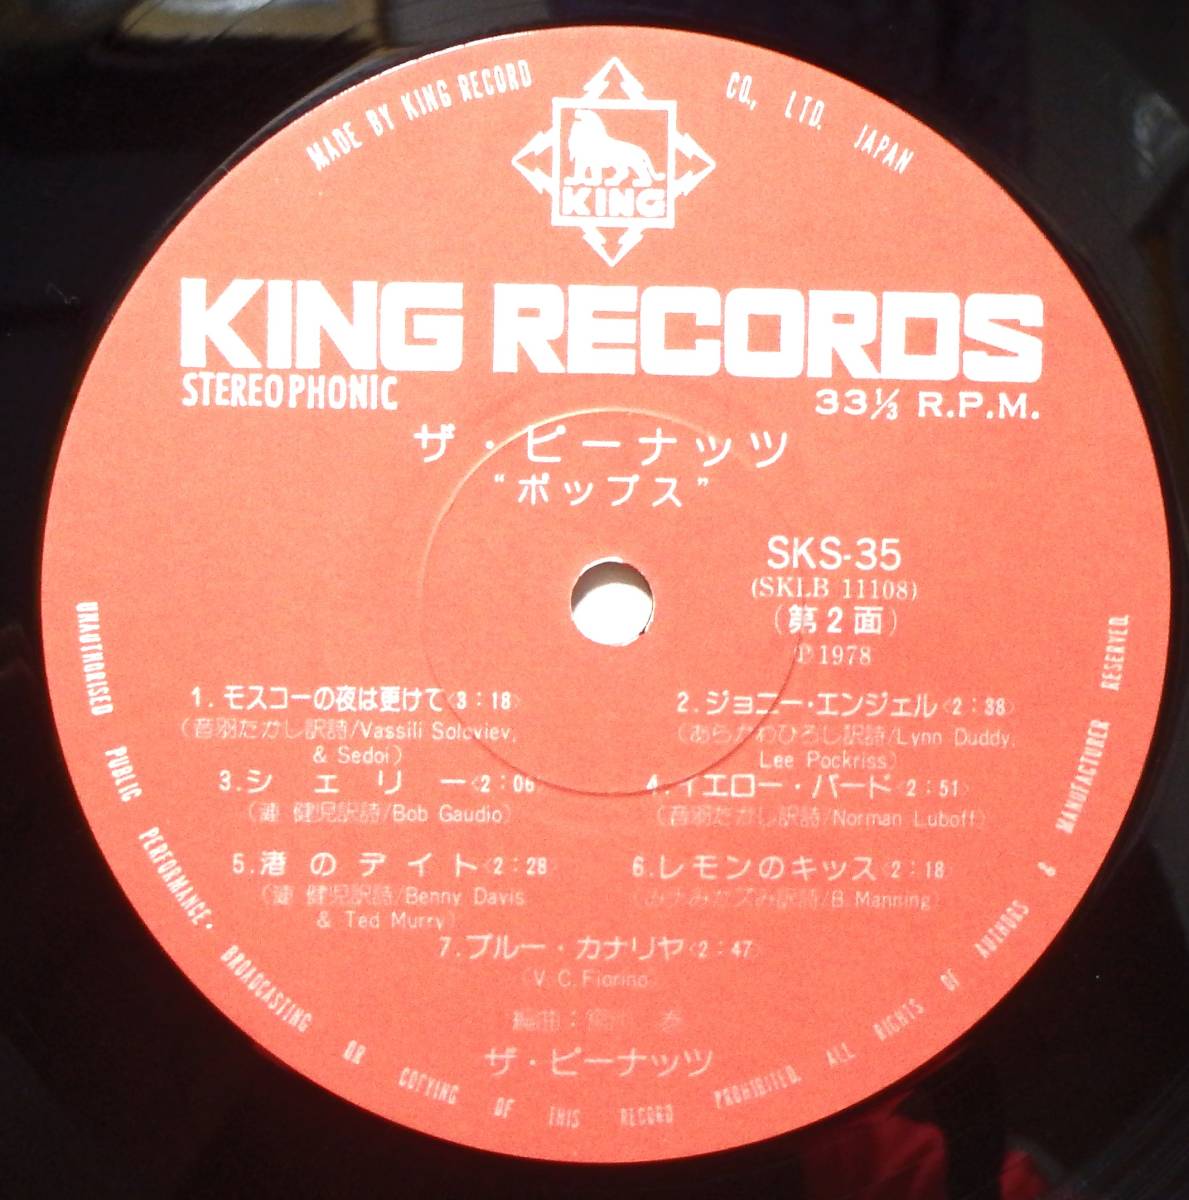 MADE BY KING RECORD CO., LTD. JAPAN
KING
KING RECORDS
STEREOPHONIC
33⅓ R.P.M.
ザ・ピーナッツ
“ポップス”
SKS-35
(SKLB 11108)
(第2面)
Ⓟ1978
1. モスコーの夜は更けて〈3:18〉
(音羽たかし訳詩/Vassili Soloviev,
& Sedoi)
2. ジョニー・エンジェル〈2:38〉
(あらかわひろし訳詩/Lynn Duddy,
Lee Pockriss)
3. シェリー〈2:06〉
(漣 健児訳詩/Bob Gaudio)
4. イエロー・バード〈2:51〉
(音羽たかし訳詩/Norman Luboff)
5. 渚のデイト〈2:28〉
(漣 健児訳詩/Benny Davis
& Ted Murry)
6. レモンのキッス〈2:18〉
(みナみカズみ訳詩/B. Manning)
7. ブルー・カナリヤ〈2:47〉
(V. C. Fiorino)
編曲:
ザ・ピーナッツ
UNAUTHORISED PUBLIC PERFORMANCE・BROADCASTING OR COPYING OF THIS RECORD PROHIBITED. ALL RIGHTS OF AUTHORS & MANUFACTURER RESERVED.